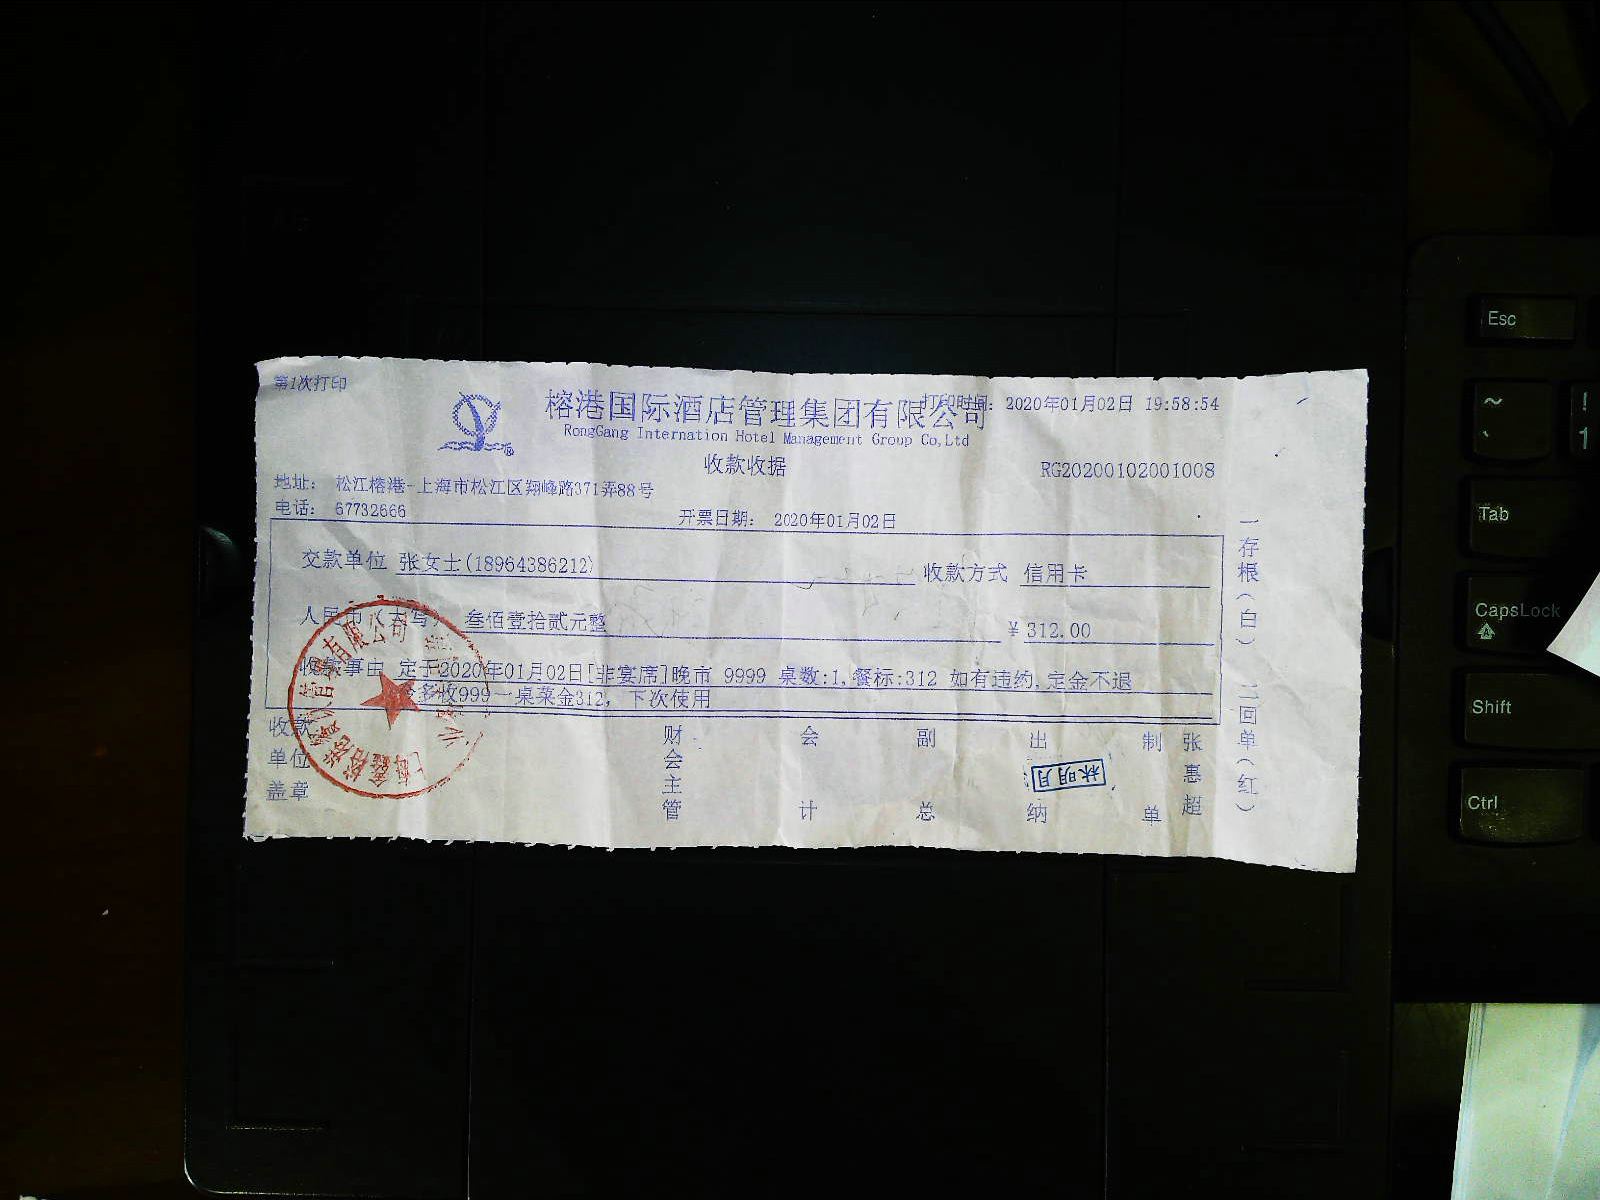 第1次打印
榕港国际酒店管理集团有限公司
打印时间: 2020年01月02日 19:58:54
RongGang Internation Hotel Management Group Co,Ltd
收款收据
RG20200102001008
地址: 松江榕港-上海市松江区翔峰路371弄88号
电话: 67732666
开票日期: 2020年01月02日
交款单位 张女士(18964386212) 收款方式 信用卡
人民币(大写) 叁佰壹拾贰元整 ¥ 312.00
收款事由 定于2020年01月02日[非宴席]晚市 9999 桌数:1,餐标:312 如有违约,定金不退
多收999一桌菜金312, 下次使用
收款单位盖章
财会主管
会计
副总
出纳
林明月
制单
张惠超
一存根(白)
二回单(红)
Esc
~
`
!
1
Tab
CapsLock
A
Shift
Ctrl